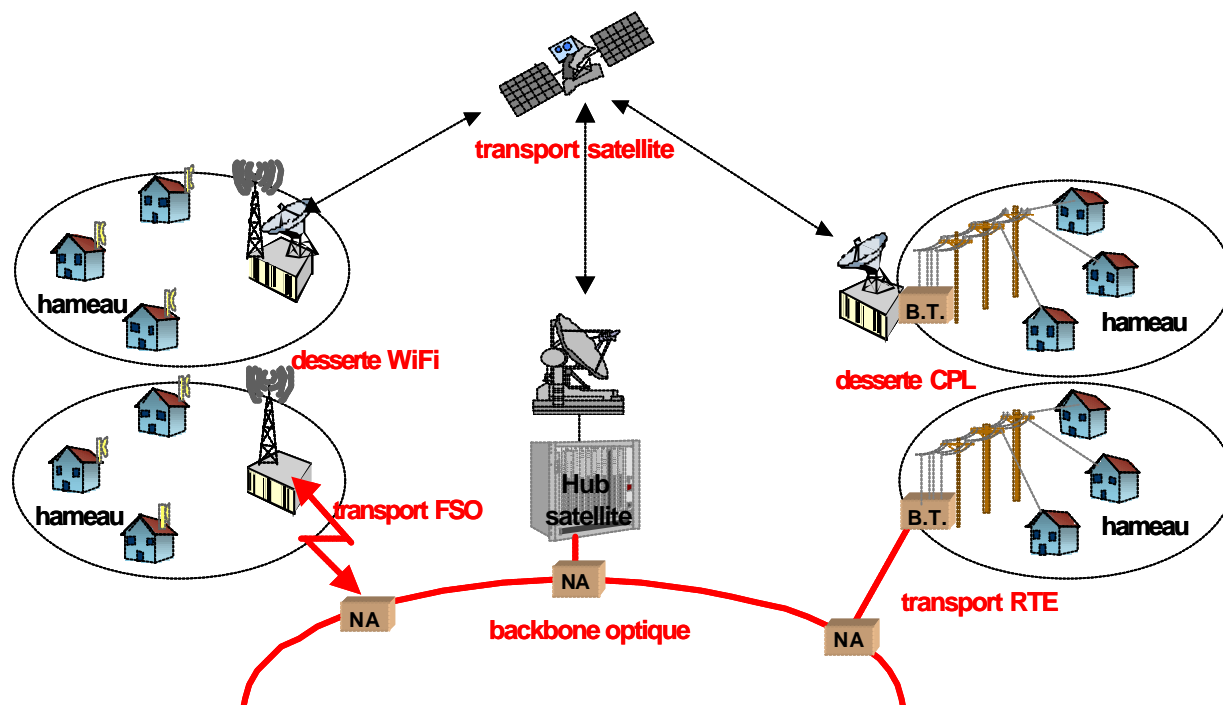 transport satellite
hameau
desserte WiFi
B.T.
hameau
desserte CPL
hameau
transport FSO
Hub
satellite
B.T.
hameau
NA
NA
NA
transport RTE
backbone optique